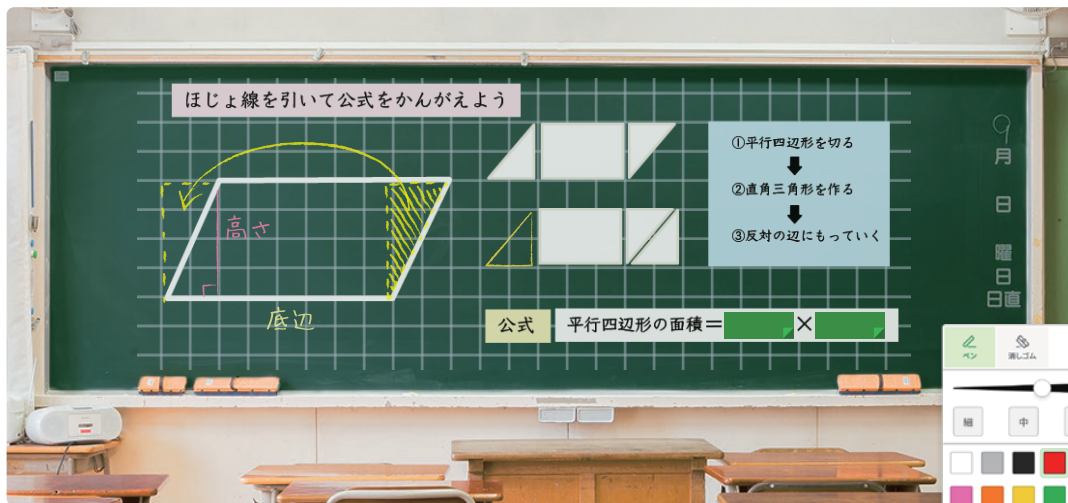 ほじょ線を引いて公式をかんがえよう
高さ
底辺
①平行四辺形を切る
②直角三角形を作る
③反対の辺にもっていく
公式
平行四辺形の面積=
×
9
月
日
曜
日
日直
ペン
消しゴム
細
中